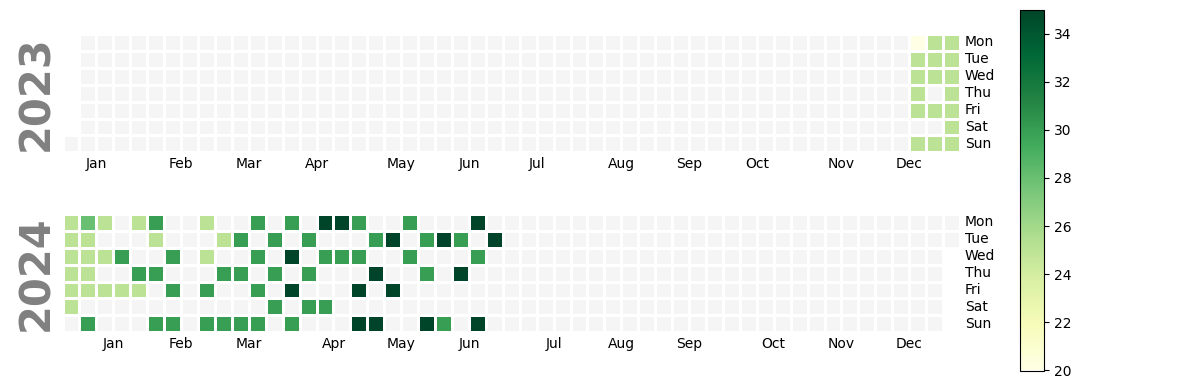 2023
Mon
Tue
Wed
Thu
Fri
Sat
Sun
Jan Feb Mar Apr May Jun Jul Aug Sep Oct Nov Dec
2024
Mon
Tue
Wed
Thu
Fri
Sat
Sun
Jan Feb Mar Apr May Jun Jul Aug Sep Oct Nov Dec
34
32
30
28
26
24
22
20